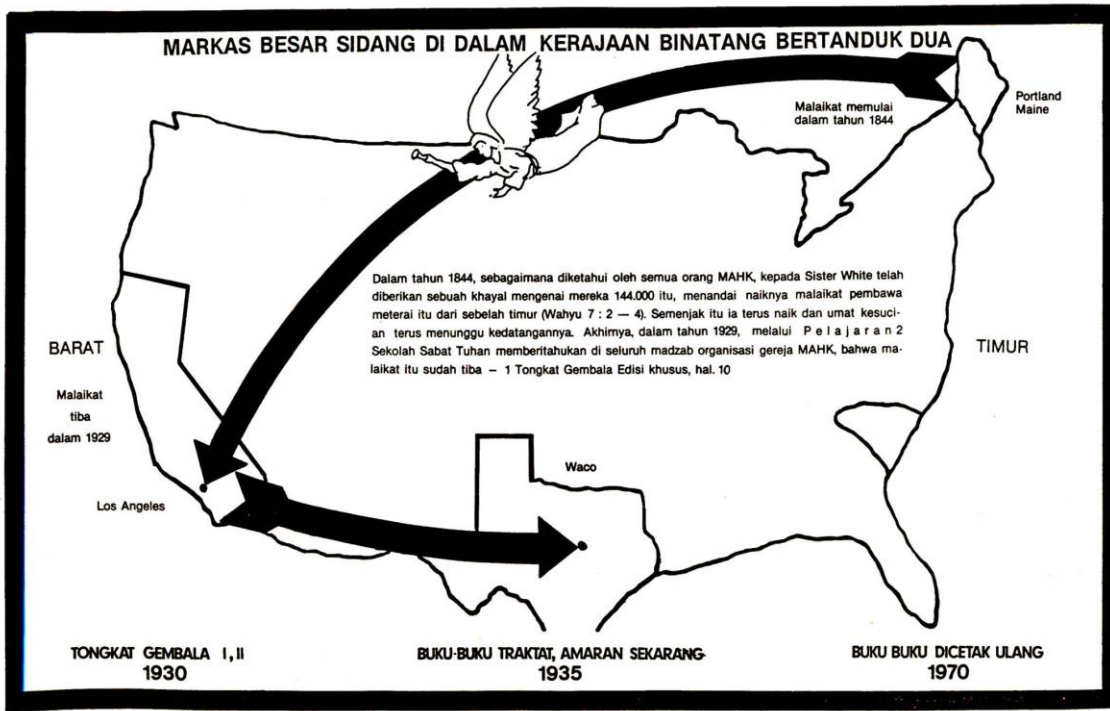 MARKAS BESAR SIDANG DI DALAM KERAJAAN BINATANG BERTANDUK DUA
Malaikat memulai
dalam tahun 1844
Portland
Maine
Dalam tahun 1844, sebagaimana diketahui oleh semua orang MAHK, kepada Sister White telah
diberikan sebuah khayal mengenai mereka 144.000 itu, menandai naiknya malaikat pembawa
meterai itu dari sebelah timur (Wahyu 7 : 2 — 4). Semenjak itu ia terus naik dan umat kesuci-
an terus menunggu kedatangannya. Akhirnya, dalam tahun 1929, melalui P e l a j a r a n 2
Sekolah Sabat Tuhan memberitahukan di seluruh madzab organisasi gereja MAHK, bahwa ma-
laikat itu sudah tiba — 1 Tongkat Gembala Edisi khusus, hal. 10
BARAT
TIMUR
Malaikat
tiba
dalam 1929
Los Angeles
Waco
TONGKAT GEMBALA I, II
1930
BUKU-BUKU TRAKTAT, AMARAN SEKARANG
1935
BUKU BUKU DICETAK ULANG
1970